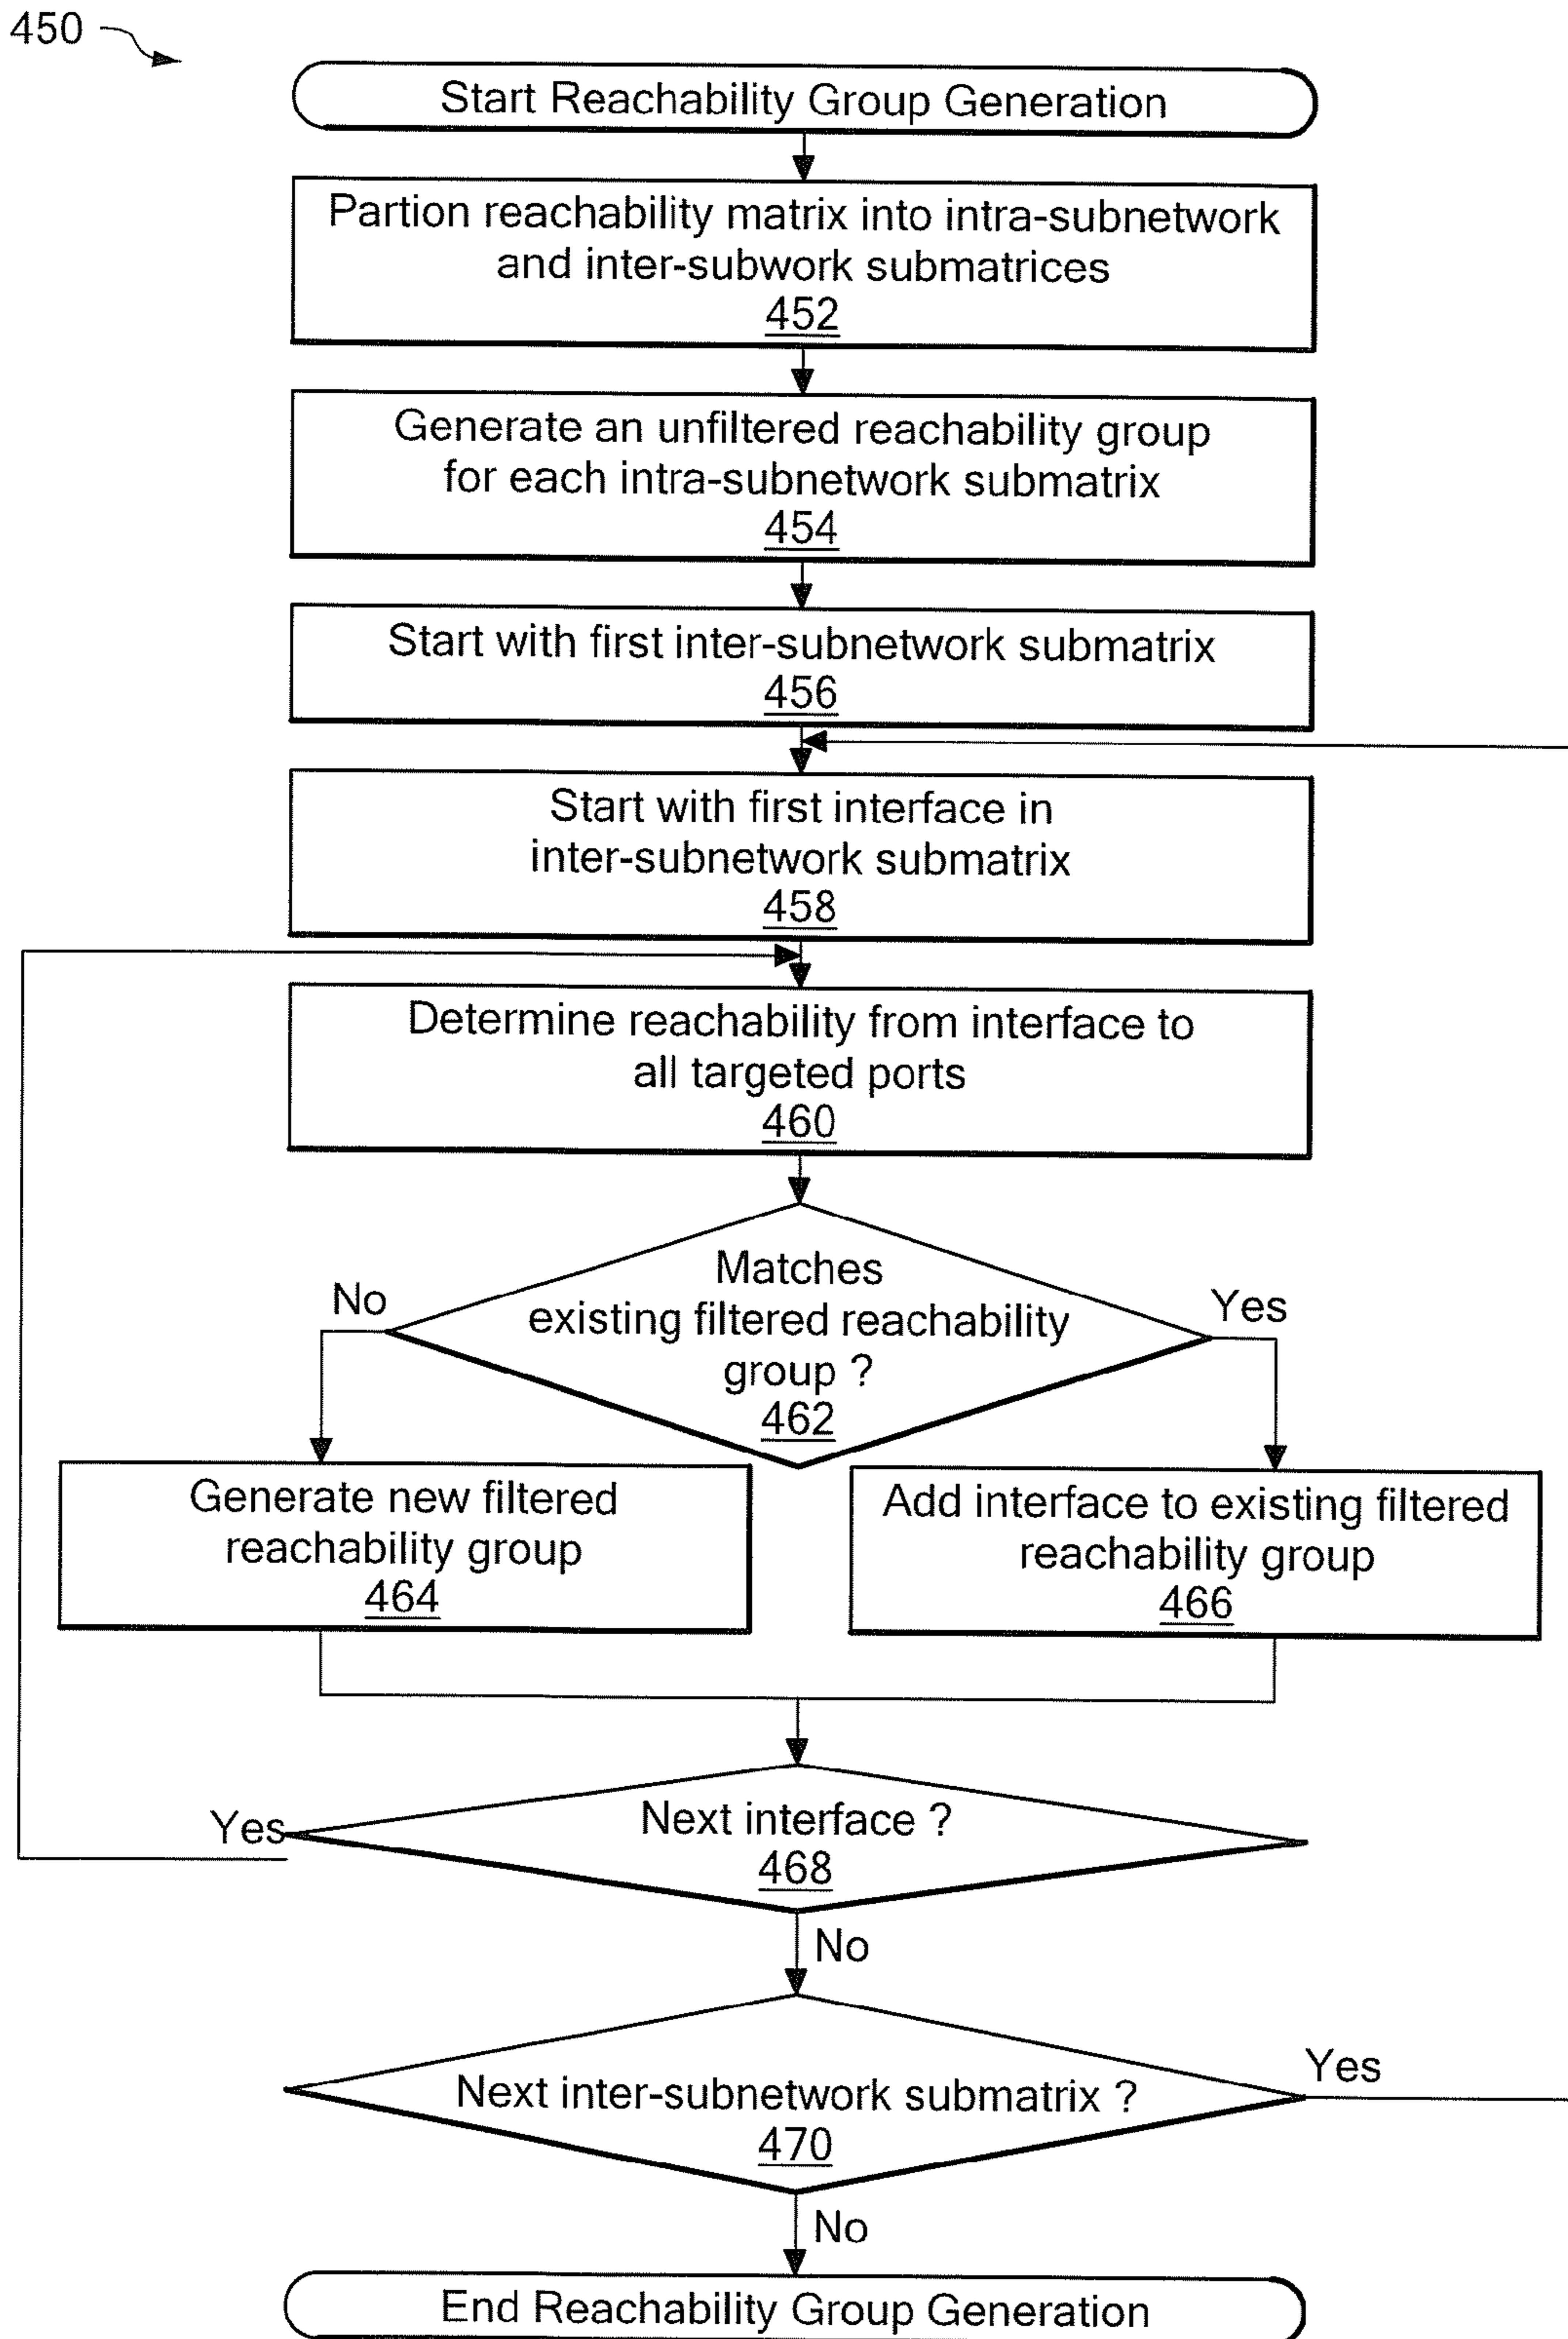 450
Start Reachability Group Generation
Partion reachability matrix into intra-subnetwork
and inter-subwork submatrices
452
Generate an unfiltered reachability group
for each intra-subnetwork submatrix
454
Start with first inter-subnetwork submatrix
456
Start with first interface in
inter-subnetwork submatrix
458
Determine reachability from interface to
all targeted ports
460
Matches
existing filtered reachability
group ?
462
No
Yes
Generate new filtered
reachability group
464
Add interface to existing filtered
reachability group
466
Next interface ?
468
Yes
No
Next inter-subnetwork submatrix ?
470
Yes
No
End Reachability Group Generation